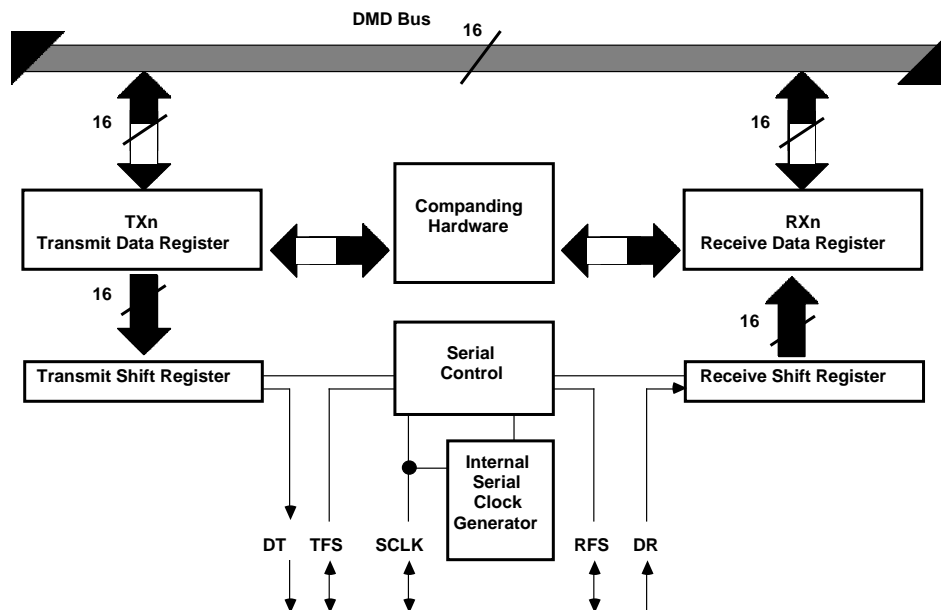 DMD Bus
16
16
16
TXn
Transmit Data Register
Companding
Hardware
RXn
Receive Data Register
16
16
Transmit Shift Register
Serial
Control
Receive Shift Register
Internal
Serial
Clock
Generator
DT
TFS
SCLK
RFS
DR